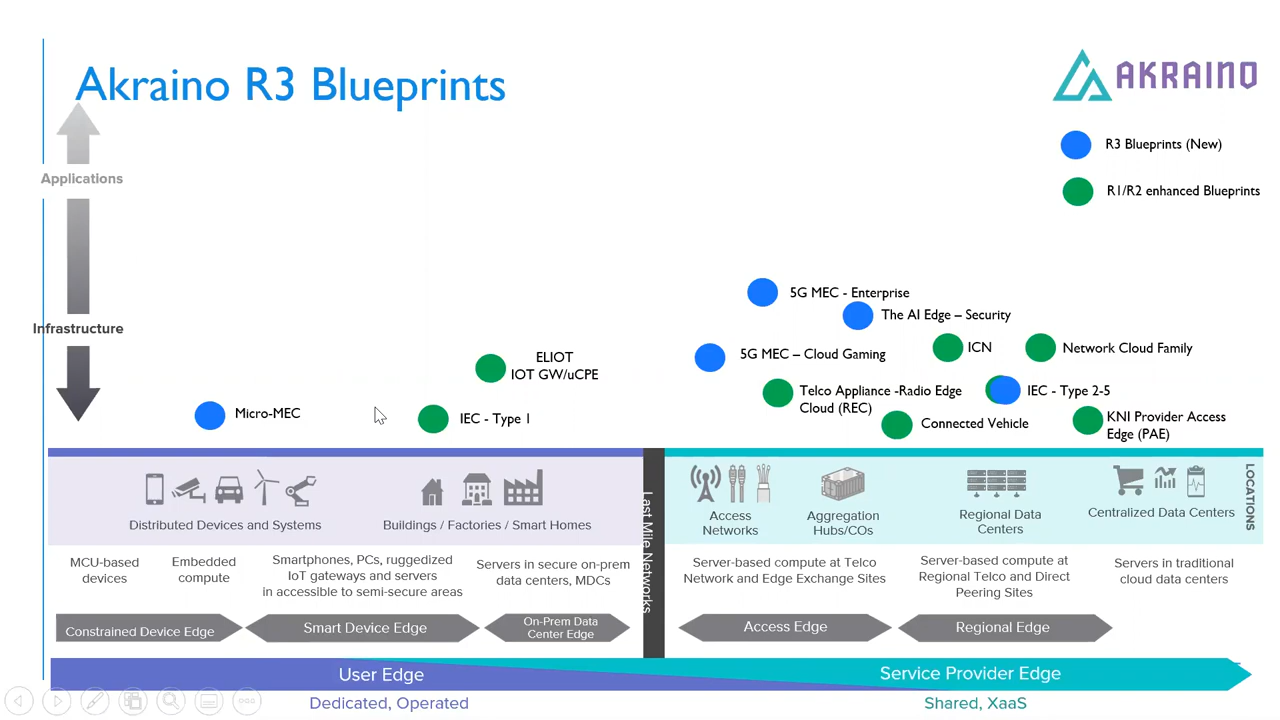 Akraino R3 Blueprints
AKRAINO
R3 Blueprints (New)
R1/R2 enhanced Blueprints
Applications
Infrastructure
5G MEC - Enterprise
The AI Edge – Security
5G MEC – Cloud Gaming
ICN
Network Cloud Family
ELIOT
IOT GW/uCPE
Telco Appliance -Radio Edge
Cloud (REC)
IEC - Type 2-5
Micro-MEC
IEC - Type 1
Connected Vehicle
KNI Provider Access
Edge (PAE)
Distributed Devices and Systems
Buildings / Factories / Smart Homes
Last Mile Networks
Access
Networks
Aggregation
Hubs/COs
Regional Data
Centers
Centralized Data Centers
LOCATIONS
MCU-based
devices
Embedded
compute
Smartphones, PCs, ruggedized
IoT gateways and servers
in accessible to semi-secure areas
Servers in secure on-prem
data centers, MDCs
Server-based compute at Telco
Network and Edge Exchange Sites
Server-based compute at
Regional Telco and Direct
Peering Sites
Servers in traditional
cloud data centers
Constrained Device Edge
Smart Device Edge
On-Prem Data
Center Edge
Access Edge
Regional Edge
User Edge
Service Provider Edge
Dedicated, Operated
Shared, XaaS